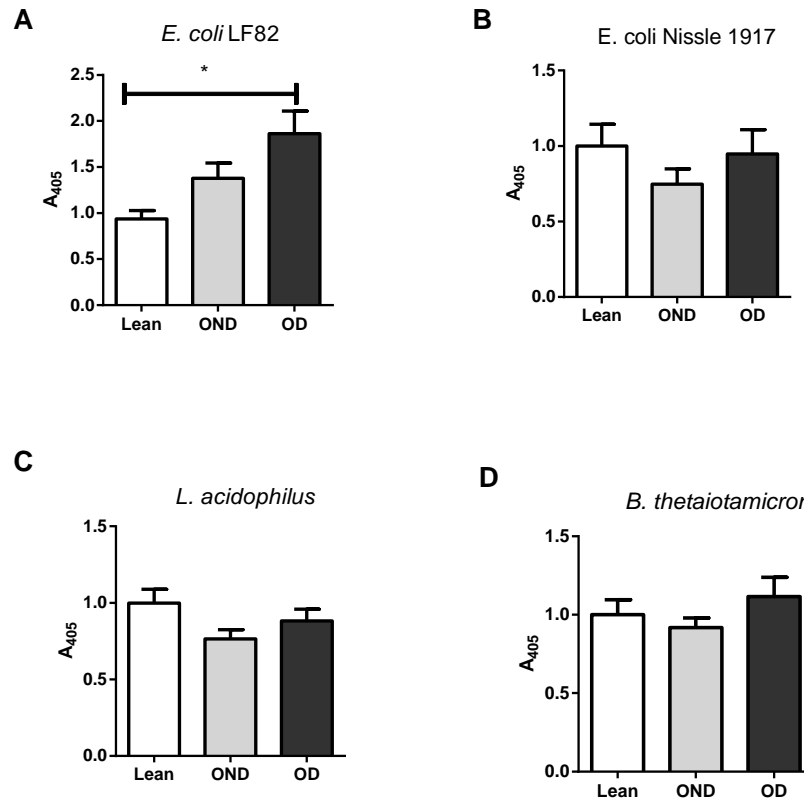 A
E. coli LF82
*
2.5
2.0
1.5
1.0
0.5
0.0
A405
Lean OND OD
B
E. coli Nissle 1917
1.5
1.0
0.5
0.0
A405
Lean OND OD
C
L. acidophilus
1.5
1.0
0.5
0.0
A405
Lean OND OD
D
B. thetaiotamicron
1.5
1.0
0.5
0.0
A405
Lean OND OD